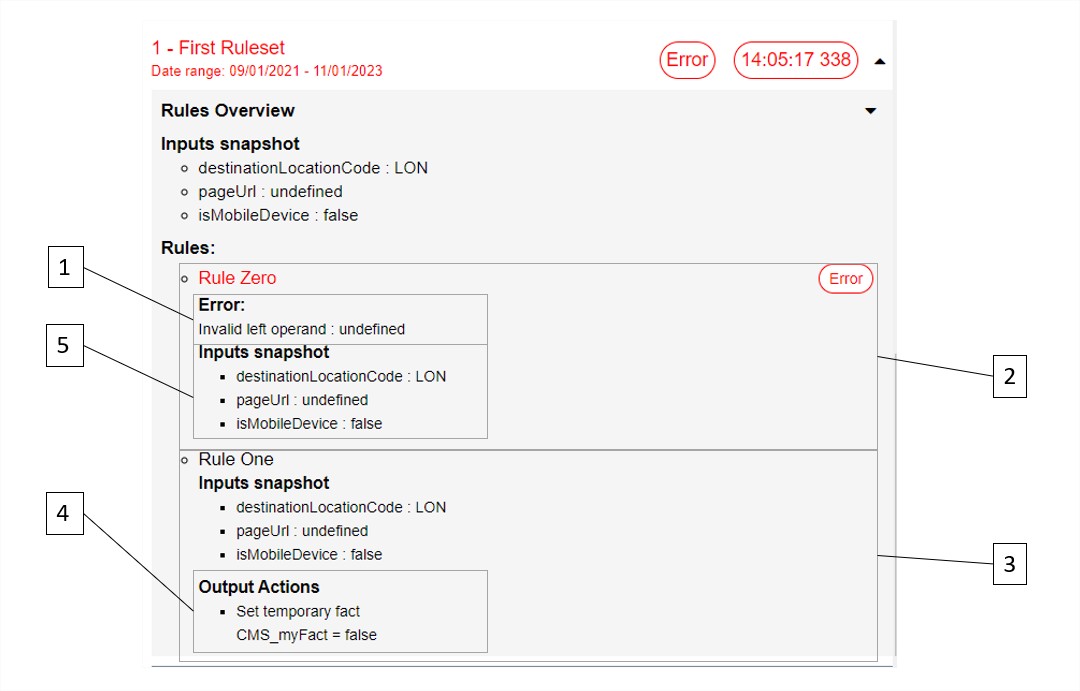 1 - First Ruleset
Date range: 09/01/2021 - 11/01/2023
Error
14:05:17 338
Rules Overview
Inputs snapshot
destinationLocationCode : LON
pageUrl : undefined
isMobileDevice : false
Rules:
1
Rule Zero
Error
Error:
Invalid left operand : undefined
5
Inputs snapshot
destinationLocationCode : LON
pageUrl : undefined
isMobileDevice : false
2
Rule One
Inputs snapshot
destinationLocationCode : LON
pageUrl : undefined
isMobileDevice : false
4
3
Output Actions
Set temporary fact
CMS_myFact = false